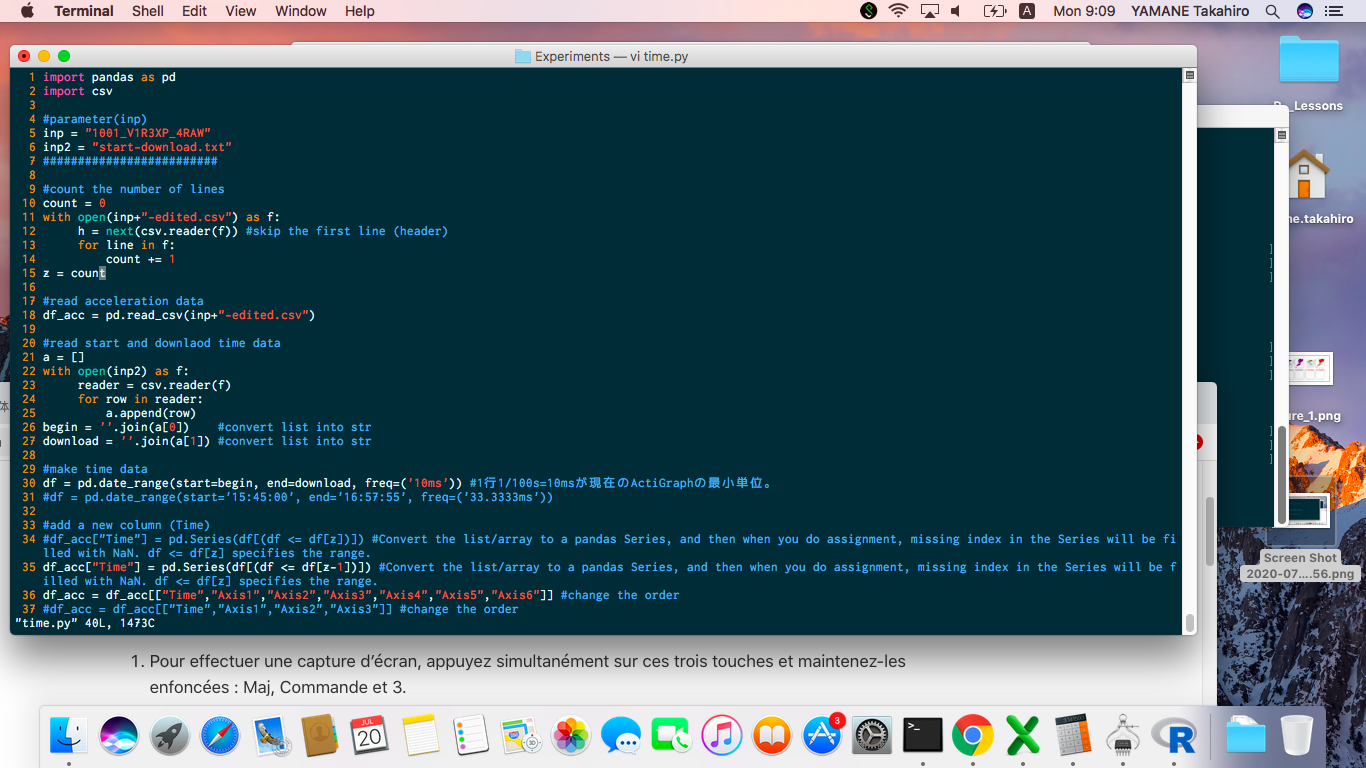 Terminal Shell Edit View Window Help
A Mon 9:09 YAMANE Takahiro
Experiments — vi time.py
1 import pandas as pd
2 import csv
3
4 #parameter(inp)
5 inp = "1001_V1R3XP_4RAW"
6 inp2 = "start-download.txt"
7 #########################
8
9 #count the number of lines
10 count = 0
11 with open(inp+"-edited.csv") as f:
12 h = next(csv.reader(f)) #skip the first line (header)
13 for line in f:
14 count += 1
15 z = count
16
17 #read acceleration data
18 df_acc = pd.read_csv(inp+"-edited.csv")
19
20 #read start and downlaod time data
21 a = []
22 with open(inp2) as f:
23 reader = csv.reader(f)
24 for row in reader:
25 a.append(row)
26 begin = ''.join(a[0]) #convert list into str
27 download = ''.join(a[1]) #convert list into str
28
29 #make time data
30 df = pd.date_range(start=begin, end=download, freq=('10ms')) #1行1/100s=10msが現在のActiGraphの最小単位。
31 #df = pd.date_range(start='15:45:00', end='16:57:55', freq=('33.3333ms'))
32
33 #add a new column (Time)
34 #df_acc["Time"] = pd.Series(df[(df <= df[z])]) #Convert the list/array to a pandas Series, and then when you do assignment, missing index in the Series will be fi
lled with NaN. df <= df[z] specifies the range.
35 df_acc["Time"] = pd.Series(df[(df <= df[z-1])]) #Convert the list/array to a pandas Series, and then when you do assignment, missing index in the Series will be f
illed with NaN. df <= df[z] specifies the range.
36 df_acc = df_acc[["Time","Axis1","Axis2","Axis3","Axis4","Axis5","Axis6"]] #change the order
37 #df_acc = df_acc[["Time","Axis1","Axis2","Axis3"]] #change the order
"time.py" 40L, 1473C
_Lessons
ne.takahiro
ure_1.png
Screen Shot
2020-07....56.png
1. Pour effectuer une capture d'écran, appuyez simultanément sur ces trois touches et maintenez-les
enfoncées : Maj, Commande et 3.
JUL
20
3
R